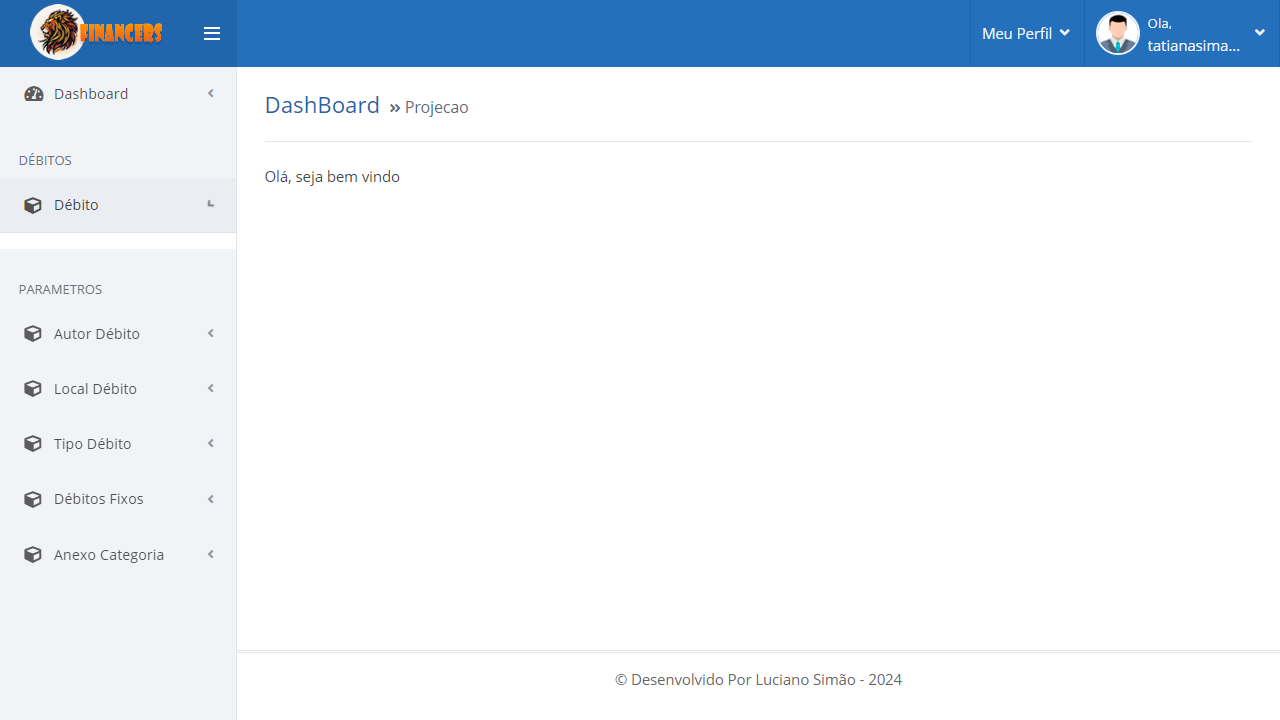 FINANCERS
Meu Perfil
Ola,
tatianasima...
Dashboard
DÉBITOS
Débito
PARAMETROS
Autor Débito
Local Débito
Tipo Débito
Débitos Fixos
Anexo Categoria
DashBoard » Projecao
Olá, seja bem vindo
© Desenvolvido Por Luciano Simão - 2024